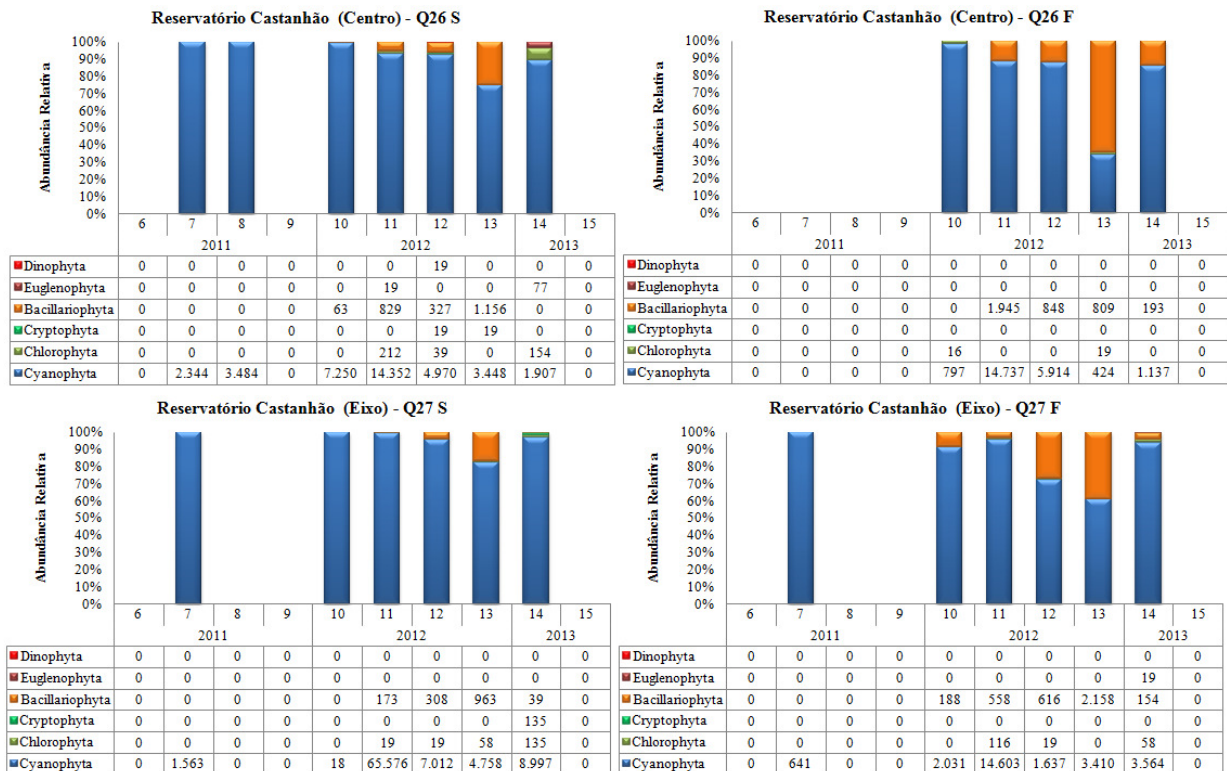 Reservatório Castanhão (Centro) - Q26 S
Abundância Relativa
100%
90%
80%
70%
60%
50%
40%
30%
20%
10%
0%
6 7 8 9 10 11 12 13 14 15
2011 2012 2013
Dinophyta 0 0 0 0 0 0 19 0 0 0
Euglenophyta 0 0 0 0 0 19 0 0 77 0
Bacillariophyta 0 0 0 0 63 829 327 1.156 0 0
Cryptophyta 0 0 0 0 0 0 19 19 0 0
Chlorophyta 0 0 0 0 0 212 39 0 154 0
Cyanophyta 0 2.344 3.484 0 7.250 14.352 4.970 3.448 1.907 0
Reservatório Castanhão (Centro) - Q26 F
Abundância Relativa
100%
90%
80%
70%
60%
50%
40%
30%
20%
10%
0%
6 7 8 9 10 11 12 13 14 15
2011 2012 2013
Dinophyta 0 0 0 0 0 0 0 0 0 0
Euglenophyta 0 0 0 0 0 0 0 0 0 0
Bacillariophyta 0 0 0 0 0 1.945 848 809 193 0
Cryptophyta 0 0 0 0 0 0 0 0 0 0
Chlorophyta 0 0 0 0 16 0 0 19 0 0
Cyanophyta 0 0 0 0 797 14.737 5.914 424 1.137 0
Reservatório Castanhão (Eixo) - Q27 S
Abundância Relativa
100%
90%
80%
70%
60%
50%
40%
30%
20%
10%
0%
6 7 8 9 10 11 12 13 14 15
2011 2012 2013
Dinophyta 0 0 0 0 0 0 0 0 0 0
Euglenophyta 0 0 0 0 0 0 0 0 0 0
Bacillariophyta 0 0 0 0 0 173 308 963 39 0
Cryptophyta 0 0 0 0 0 0 0 0 135 0
Chlorophyta 0 0 0 0 0 19 19 58 135 0
Cyanophyta 0 1.563 0 0 18 65.576 7.012 4.758 8.997 0
Reservatório Castanhão (Eixo) - Q27 F
Abundância Relativa
100%
90%
80%
70%
60%
50%
40%
30%
20%
10%
0%
6 7 8 9 10 11 12 13 14 15
2011 2012 2013
Dinophyta 0 0 0 0 0 0 0 0 0 0
Euglenophyta 0 0 0 0 0 0 0 0 19 0
Bacillariophyta 0 0 0 0 188 558 616 2.158 154 0
Cryptophyta 0 0 0 0 0 0 0 0 0 0
Chlorophyta 0 0 0 0 0 116 19 0 58 0
Cyanophyta 0 641 0 0 2.031 14.603 1.637 3.410 3.564 0